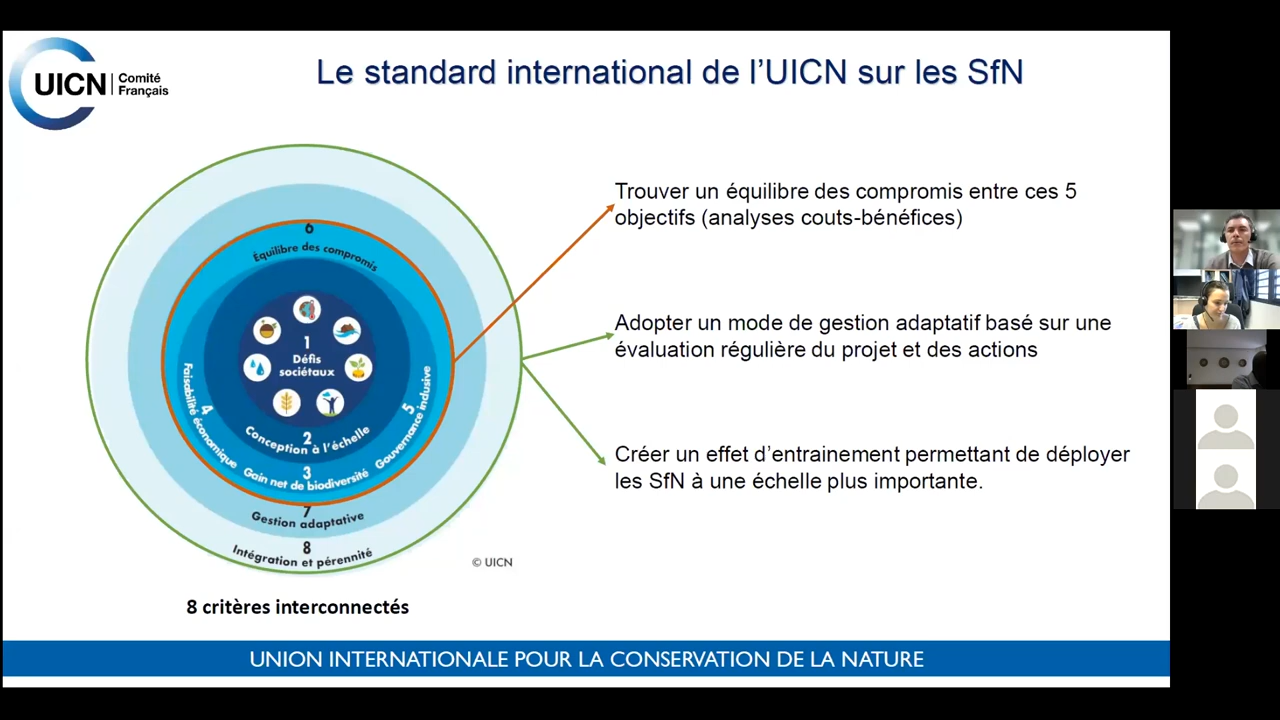 UICN
Comité
Français
Le standard international de l'UICN sur les SfN
6
Équilibre des compromis
1
Défis
sociétaux
4
Faisabilité économique
5
Gouvernance inclusive
2
Conception à l'échelle
3
Gain net de biodiversité
7
Gestion adaptative
8
Intégration et pérennité
© UICN
8 critères interconnectés
Trouver un équilibre des compromis entre ces 5
objectifs (analyses couts-bénéfices)
Adopter un mode de gestion adaptatif basé sur une
évaluation régulière du projet et des actions
Créer un effet d'entrainement permettant de déployer
les SfN à une échelle plus importante.
UNION INTERNATIONALE POUR LA CONSERVATION DE LA NATURE